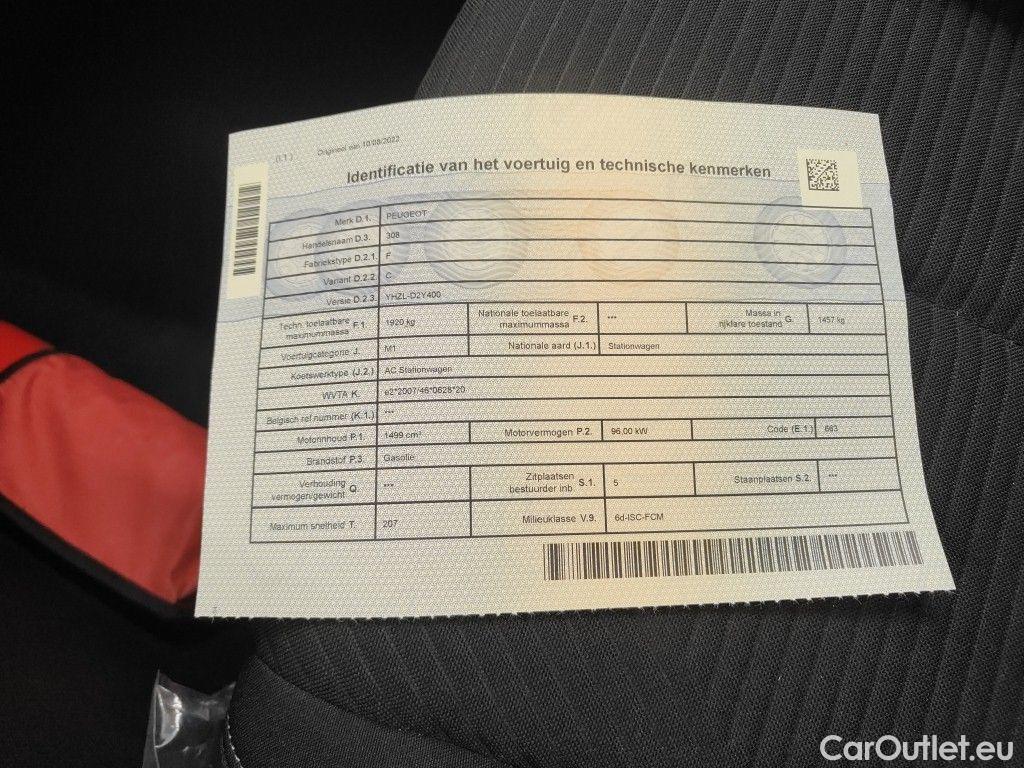 (I.1.) Origineel van 10/08/2022
Identificatie van het voertuig en technische kenmerken
Merk D.1. PEUGEOT
Handelsnaam D.3. 308
Fabriekstype D.2.1. F
Variant D.2.2. C
Versie D.2.3. YHZL-D2Y400
Techn. toelaatbare maximummassa F.1. 1920 kg Nationale toelaatbare maximummassa F.2. *** Massa in rijklare toestand G. 1457 kg
Voertuigcategorie J. M1 Nationale aard (J.1.) Stationwagen
Koetswerktype (J.2.) AC Stationwagen
WVTA K. e2*2007/46*0628*20
Belgisch ref.nummer (K.1.) ***
Motorinhoud P.1. 1499 cm³ Motorvermogen P.2. 96.00 kW Code (E.1.) 663
Brandstof P.3. Gasolie
Verhouding vermogen/gewicht Q. *** Zitplaatsen bestuurder inb. S.1. 5 Staanplaatsen S.2. ***
Maximum snelheid T. 207 Milieuklasse V.9. 6d-ISC-FCM
CarOutlet.eu